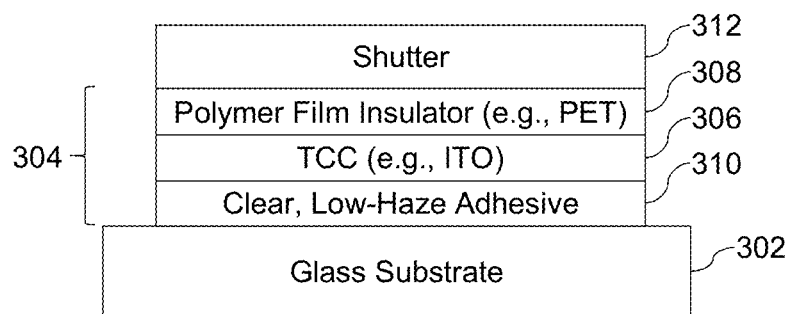 Shutter
312
Polymer Film Insulator (e.g., PET)
308
304
TCC (e.g., ITO)
306
Clear, Low-Haze Adhesive
310
Glass Substrate
302